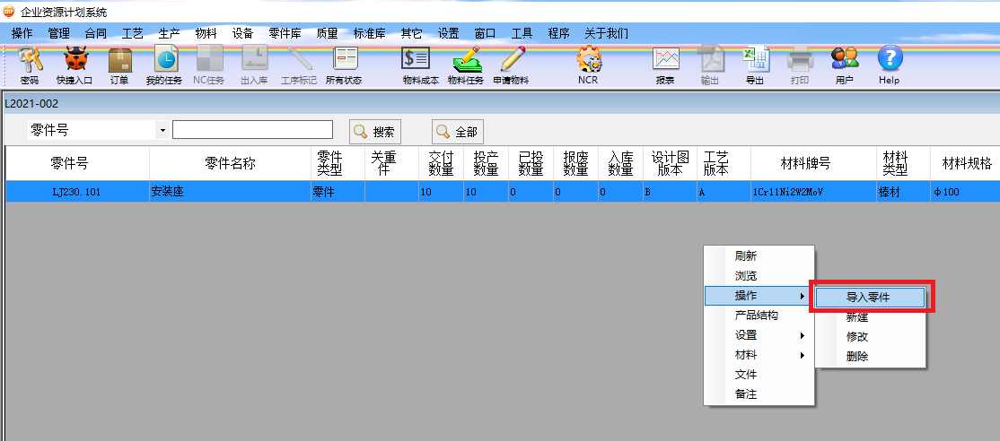 企业资源计划系统
操作 管理 合同 工艺 生产 物料 设备 零件库 质量 标准库 其它 设置 窗口 工具 程序 关于我们
密码 快捷入口 订单 我的任务 NC任务 出入库 工序标记 所有状态 物料成本 物料任务 申请物料 NCR 报表 输出 导出 打印 用户 Help
L2021-002
零件号 搜索 全部
零件号 零件名称 零件类型 关重件 交付数量 投产数量 已投数量 报废数量 入库数量 设计图版本 工艺版本 材料牌号 材料类型 材料规格
LJ230.101 安装座 零件 10 10 0 0 0 B A 1Cr11Ni2W2MoV 棒材 φ100
刷新
浏览
操作
产品结构
设置
材料
文件
备注
导入零件
新建
修改
删除